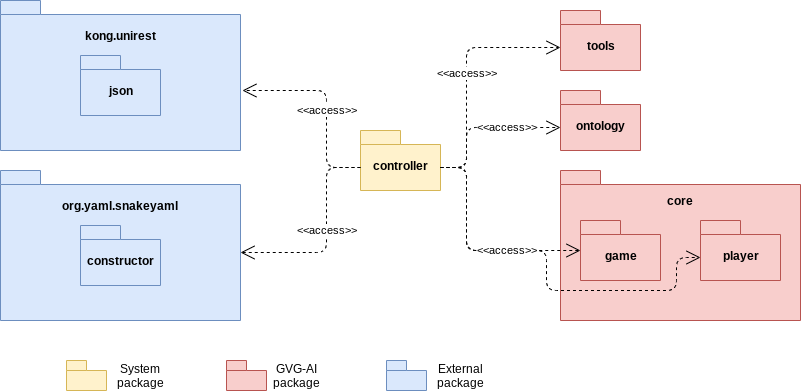 kong.unirest
json
tools
<<access>>
<<access>>
<<access>>
ontology
controller
org.yaml.snakeyaml
constructor
<<access>>
<<access>>
core
game
player
System
package
GVG-AI
package
External
package